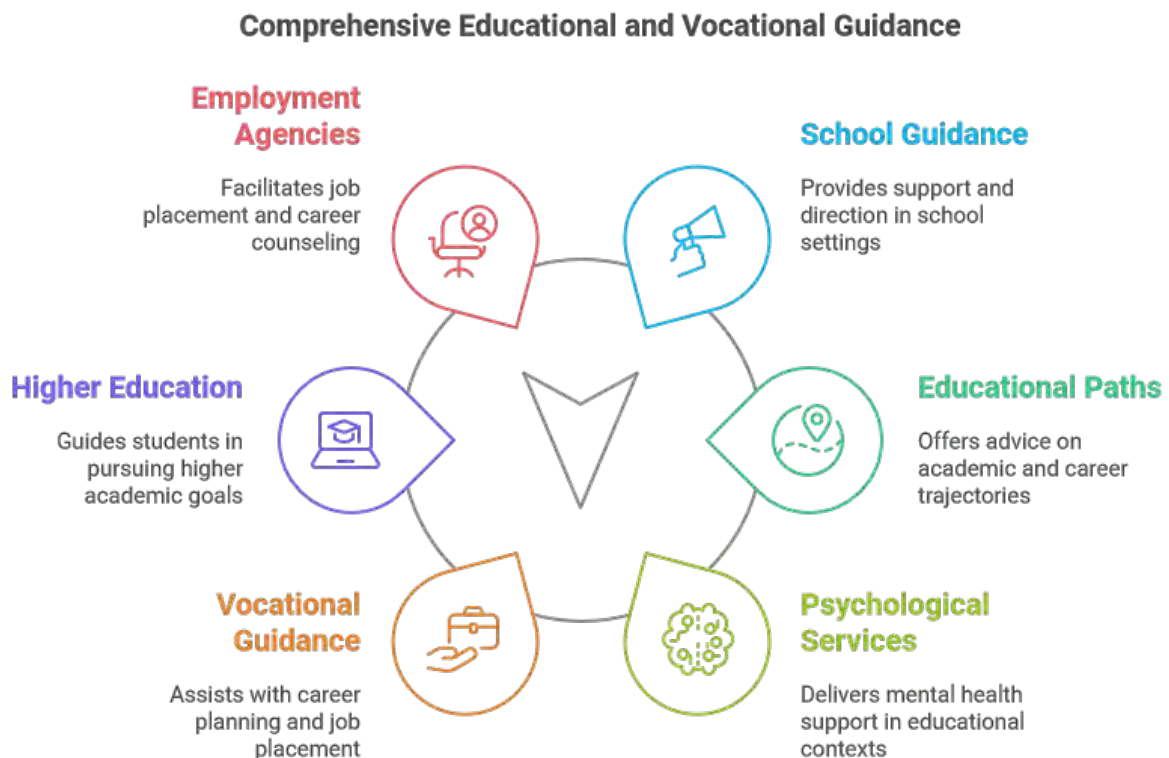 Comprehensive Educational and Vocational Guidance
Employment
Agencies
Facilitates job
placement and career
counseling
School Guidance
Provides support and
direction in school
settings
Higher Education
Guides students in
pursuing higher
academic goals
Educational Paths
Offers advice on
academic and career
trajectories
Vocational
Guidance
Assists with career
planning and job
placement
Psychological
Services
Delivers mental health
support in educational
contexts